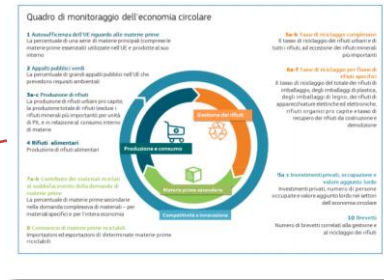 Quadro di monitoraggio dell'economia circolare
1 Autosufficienza dell'UE riguardo alle materie prime
La percentuale di una serie di materie principali (comprese le
materie prime essenziali) utilizzate nell'UE e prodotte al suo
interno
2 Appalti pubblici verdi
La percentuale di grandi appalti pubblici nell'UE che
prevedono requisiti ambientali
3a-c Produzione di rifiuti
La produzione di rifiuti urbani pro capite;
la produzione totale di rifiuti (esclusi i
rifiuti minerali più importanti) per unità
di PIL e in relazione al consumo interno
di materie
4 Rifiuti alimentari
Produzione di rifiuti alimentari
7a-b Contributo dei materiali riciclati
al soddisfacimento della domanda di
materie prime
La percentuale di materie prime secondarie
nella domanda complessiva di materiali - per
materiali specifici e per l'intera economia
8 Commercio di materie prime riciclabili
Importazioni ed esportazioni di determinate materie prime
riciclabili
Produzione e consumo
Gestione dei rifiuti
Materie prime secondarie
Competitività e innovazione
5a-b Tasso di riciclaggio complessivo
Il tasso di riciclaggio dei rifiuti urbani e di
tutti i rifiuti, ad eccezione dei rifiuti minerali
più importanti
6a-f Tasso di riciclaggio per flusso di
rifiuti specifici
Il tasso di riciclaggio del totale dei rifiuti di
imballaggio, degli imballaggi di plastica,
degli imballaggi di legno, dei rifiuti di
apparecchiature elettriche ed elettroniche,
rifiuti organici pro capite e tasso di
recupero dei rifiuti da costruzione e
demolizione
9a-c Investimenti privati, occupazione e
valore aggiunto lordo
Investimenti privati, numero di persone
occupate e valore aggiunto lordo nei settori
dell'economia circolare
10 Brevetti
Numero di brevetti correlati alla gestione e
al riciclaggio dei rifiuti